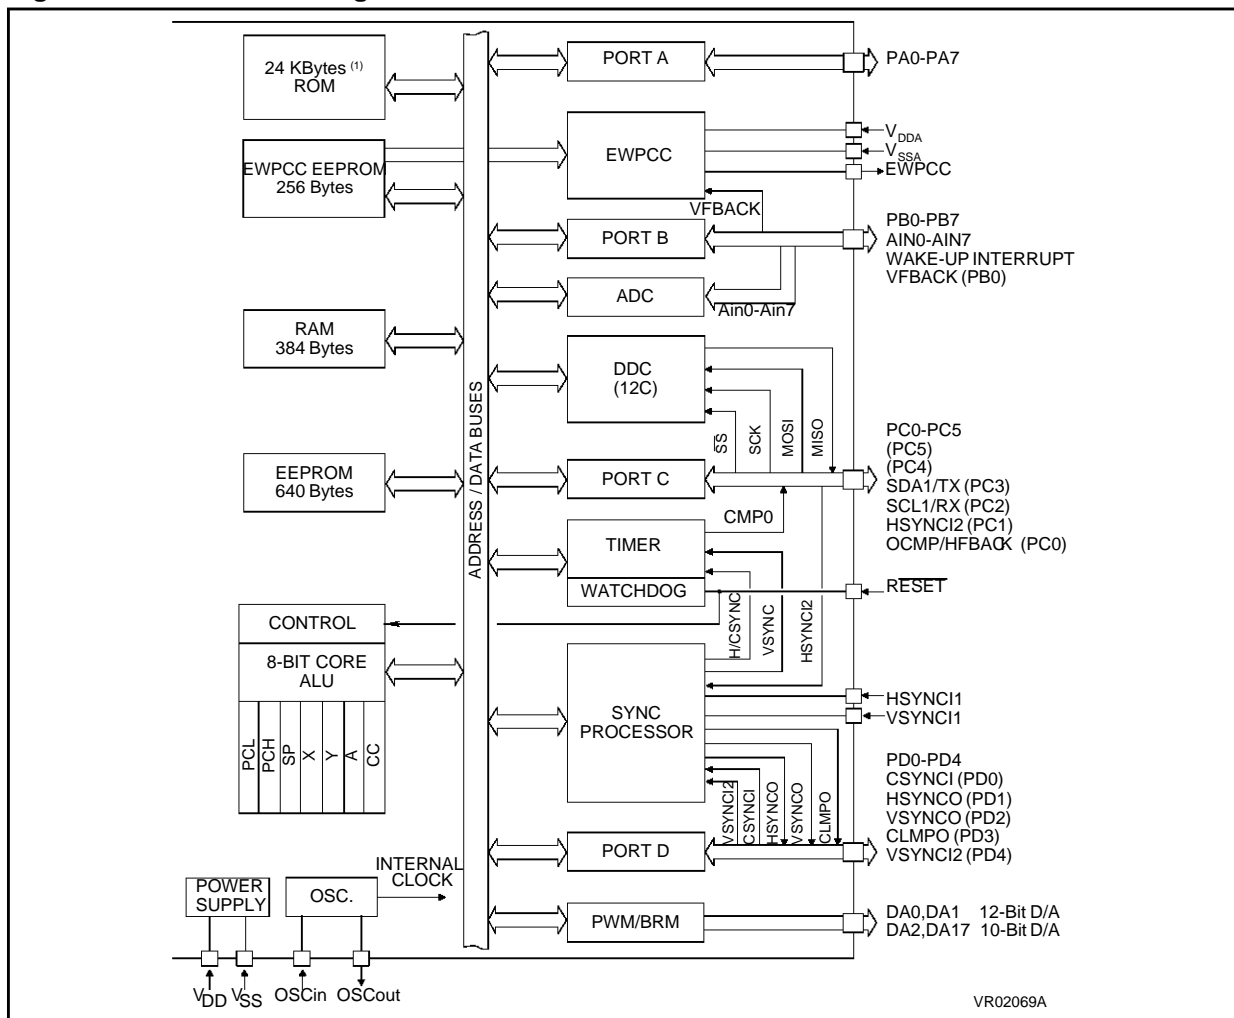 24 KBytes (1)
ROM
EWPCC EEPROM
256 Bytes
RAM
384 Bytes
EEPROM
640 Bytes
CONTROL
8-BIT CORE
ALU
PCL
PCH
SP
X
Y
A
CC
POWER
SUPPLY
OSC.
INTERNAL
CLOCK
VDD
VSS
OSCin
OSCout
ADDRESS / DATA BUSES
PORT A
EWPCC
VFBACK
PORT B
ADC
Ain0-Ain7
DDC
(12C)
SS
SCK
MOSI
MISO
PORT C
CMP0
TIMER
WATCHDOG
H/CSYNC
VSYNC
HSYNCI2
SYNC
PROCESSOR
VSYNCI2
CSYNCI
HSYNCO
VSYNCO
CLMPO
PORT D
PWM/BRM
PA0-PA7
VDDA
VSSA
EWPCC
PB0-PB7
AIN0-AIN7
WAKE-UP INTERRUPT
VFBACK (PB0)
PC0-PC5
(PC5)
(PC4)
SDA1/TX (PC3)
SCL1/RX (PC2)
HSYNCI2 (PC1)
OCMP/HFBACK (PC0)
RESET
HSYNCI1
VSYNCI1
PD0-PD4
CSYNCI (PD0)
HSYNCO (PD1)
VSYNCO (PD2)
CLMPO (PD3)
VSYNCI2 (PD4)
DA0,DA1 12-Bit D/A
DA2,DA17 10-Bit D/A
VR02069A